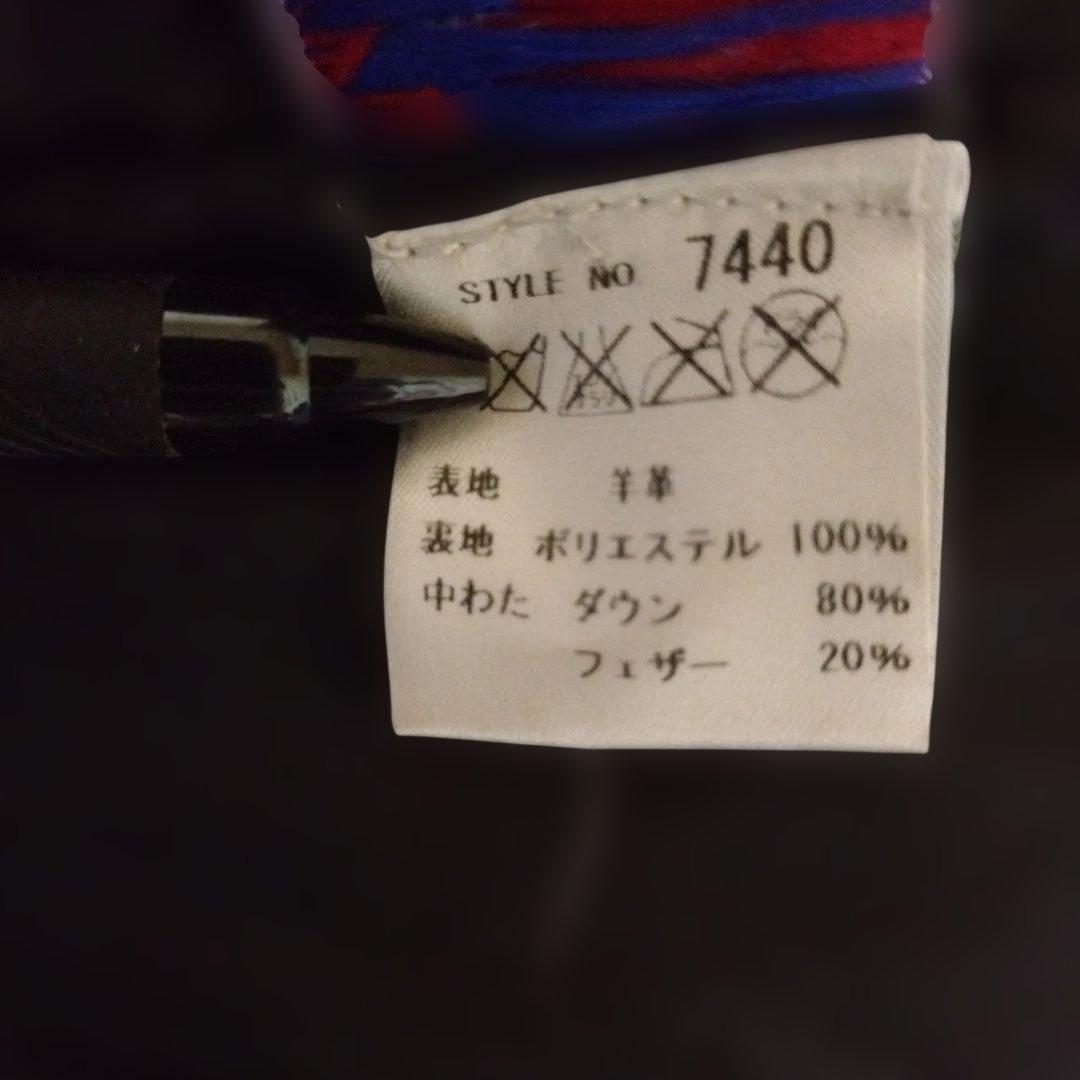 STYLE NO 7440
表地 羊革
裏地 ポリエステル 100%
中わた ダウン 80%
フェザー 20%